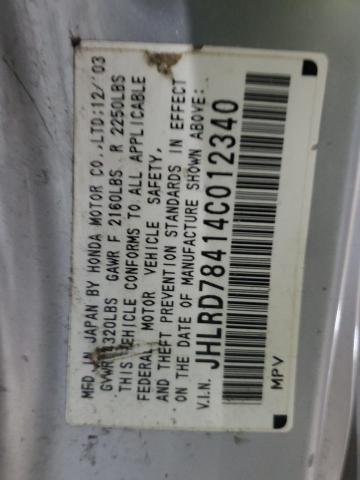 MFD IN JAPAN BY HONDA MOTOR CO.,LTD:12/'03
GVWR 4320LBS GAWR F 2160LBS R 2250LBS
THIS VEHICLE CONFORMS TO ALL APPLICABLE
FEDERAL MOTOR VEHICLE SAFETY,
AND THEFT PREVENTION STANDARDS IN EFFECT
ON THE DATE OF MANUFACTURE SHOWN ABOVE:
V.I.N. JHLRD78414C012340
MPV